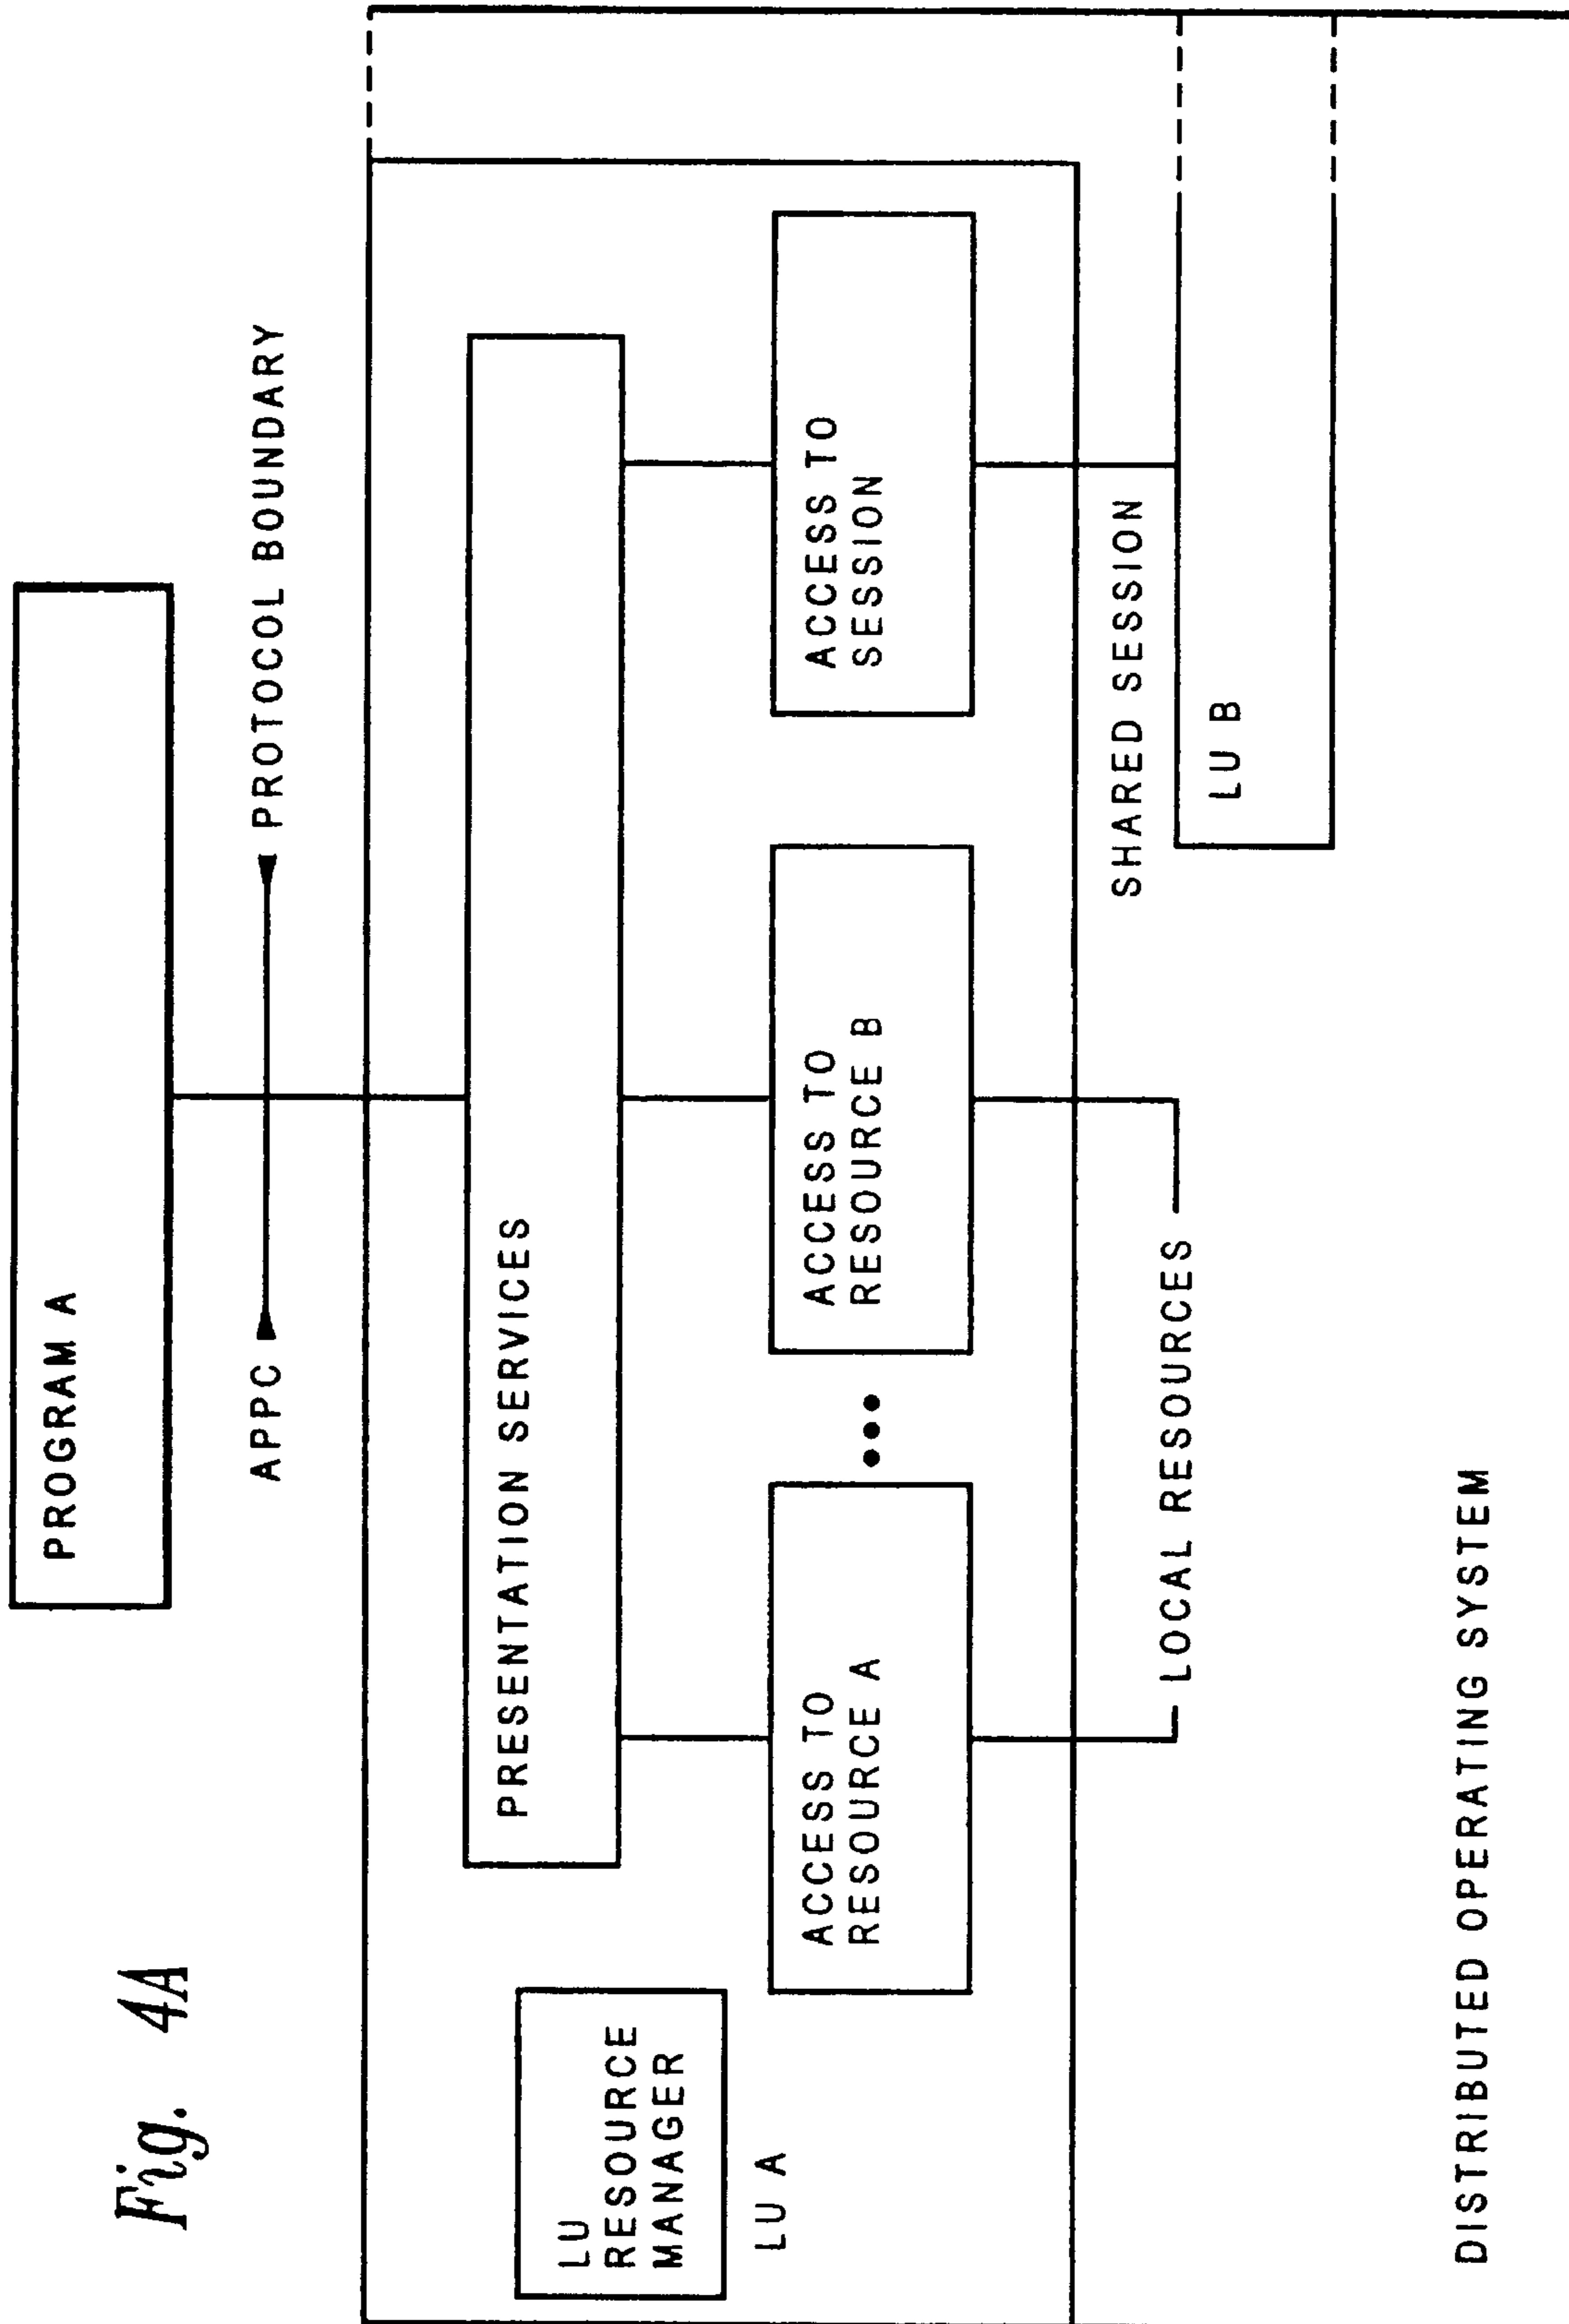 Fig. 4A
PROGRAM A
APPC
PROTOCOL BOUNDARY
PRESENTATION SERVICES
LU
RESOURCE
MANAGER
LU A
ACCESS TO
RESOURCE A
ACCESS TO
RESOURCE B
ACCESS TO
SESSION
SHARED SESSION
LOCAL RESOURCES
LU B
DISTRIBUTED OPERATING SYSTEM